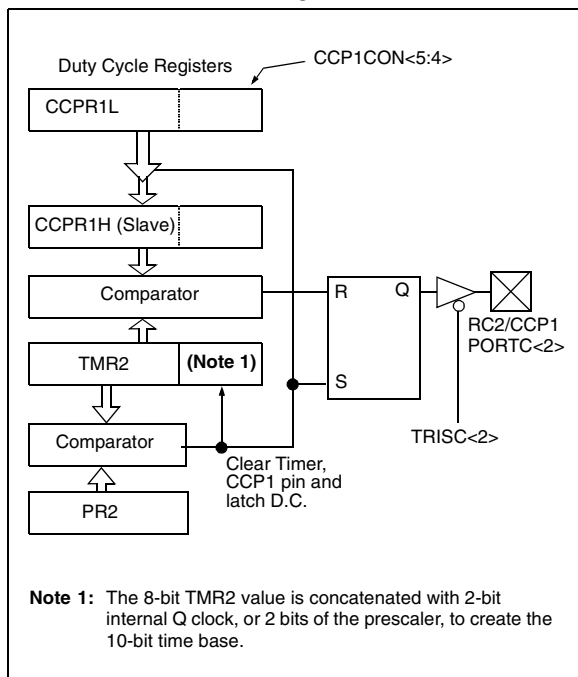 Duty Cycle Registers
CCP1CON<5:4>
CCPR1L
CCPR1H (Slave)
Comparator
R
Q
RC2/CCP1
PORTC<2>
TMR2
(Note 1)
S
TRISC<2>
Comparator
Clear Timer,
CCP1 pin and
latch D.C.
PR2
Note 1: The 8-bit TMR2 value is concatenated with 2-bit
internal Q clock, or 2 bits of the prescaler, to create the
10-bit time base.